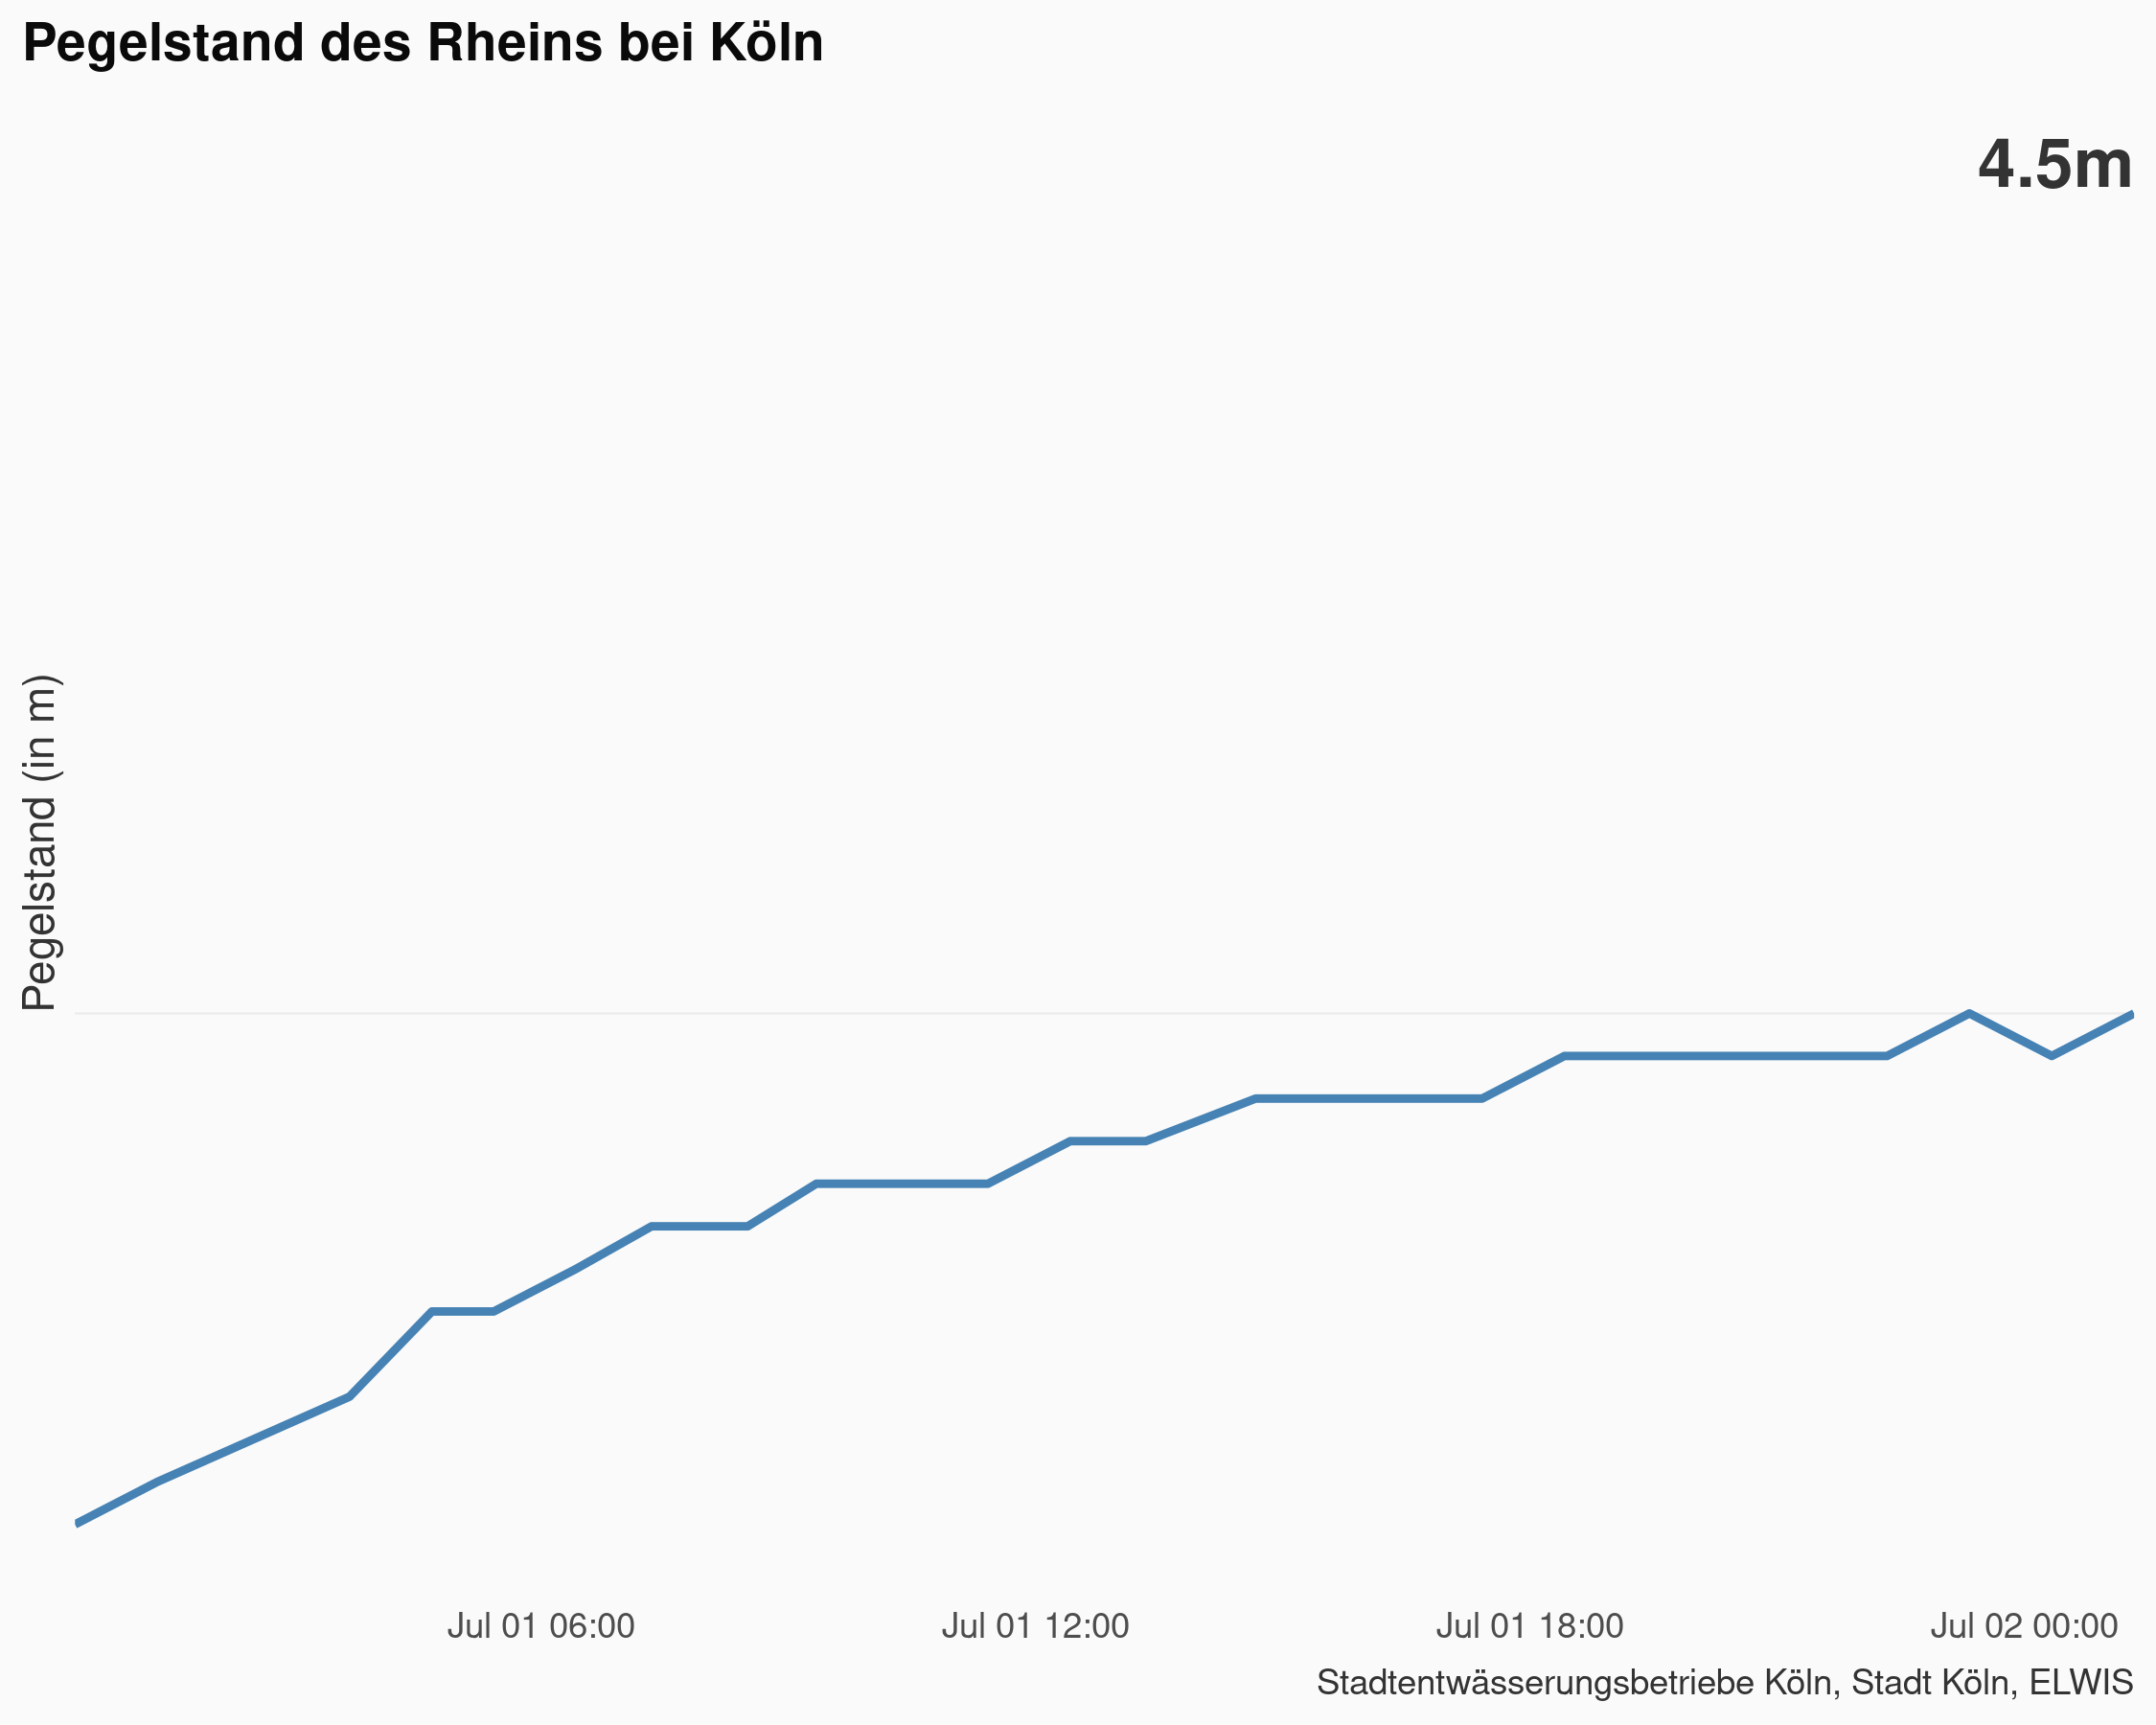 Pegelstand des Rheins bei Köln
4.5m
Pegelstand (in m)
Jul 01 06:00 Jul 01 12:00 Jul 01 18:00 Jul 02 00:00
Stadtentwässerungsbetriebe Köln, Stadt Köln, ELWIS